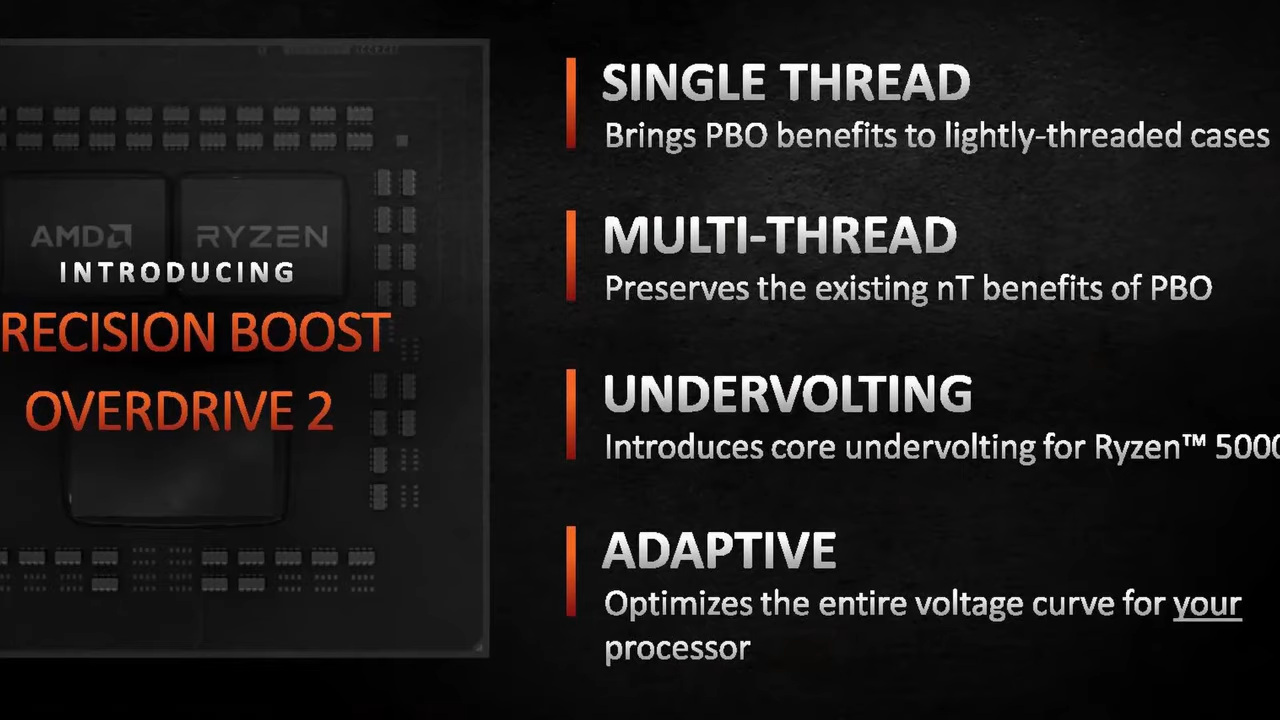 AMD RYZEN
INTRODUCING
RECISION BOOST
OVERDRIVE 2
SINGLE THREAD
Brings PBO benefits to lightly-threaded cases
MULTI-THREAD
Preserves the existing nT benefits of PBO
UNDERVOLTING
Introduces core undervolting for Ryzen™ 5000
ADAPTIVE
Optimizes the entire voltage curve for your
processor